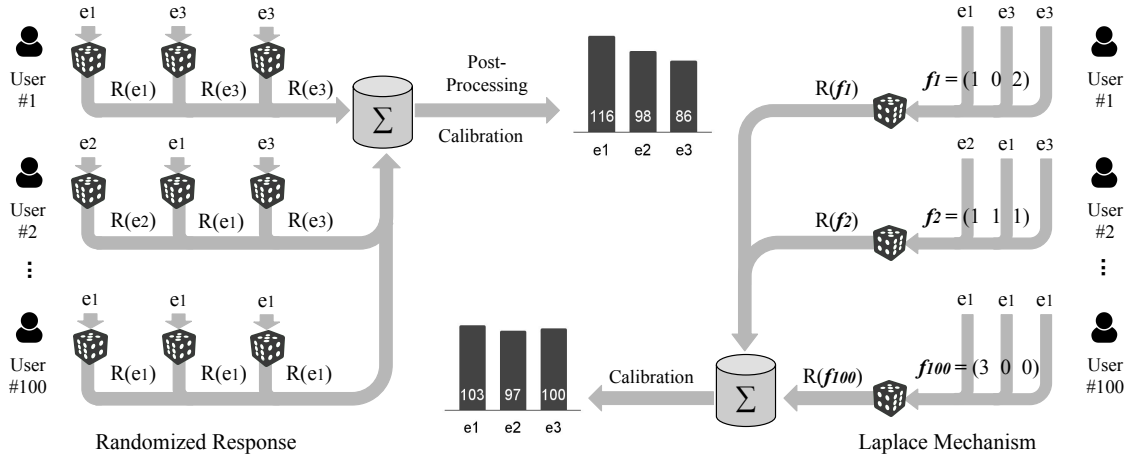 e1 e3 e3
User
#1
R(e1) R(e3) R(e3)
e2 e1 e3
User
#2
R(e2) R(e1) R(e3)
...
e1 e1 e1
User
#100
R(e1) R(e1) R(e1)
Randomized Response
Σ
Post-
Processing
Calibration
116 98 86
e1 e2 e3
e1 e3 e3
R(f1)
f1 = (1 0 2)
User
#1
e2 e1 e3
R(f2)
f2 = (1 1 1)
User
#2
...
e1 e1 e1
R(f100)
f100 = (3 0 0)
User
#100
Σ
Calibration
103 97 100
e1 e2 e3
Laplace Mechanism